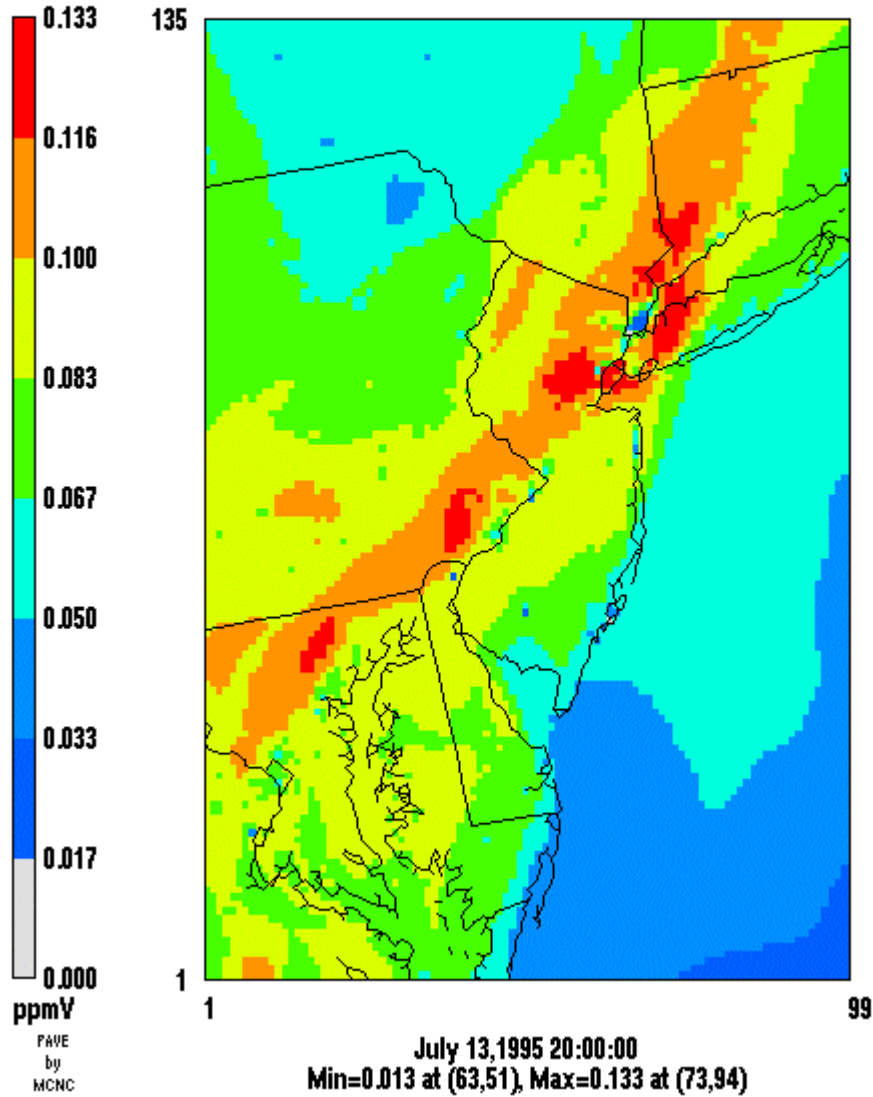 0.133
135
0.116
0.100
0.083
0.067
0.050
0.033
0.017
0.000
1
ppmV
1
99
PAVE
by
MCNC
July 13,1995 20:00:00
Min=0.013 at (63,51), Max=0.133 at (73,94)